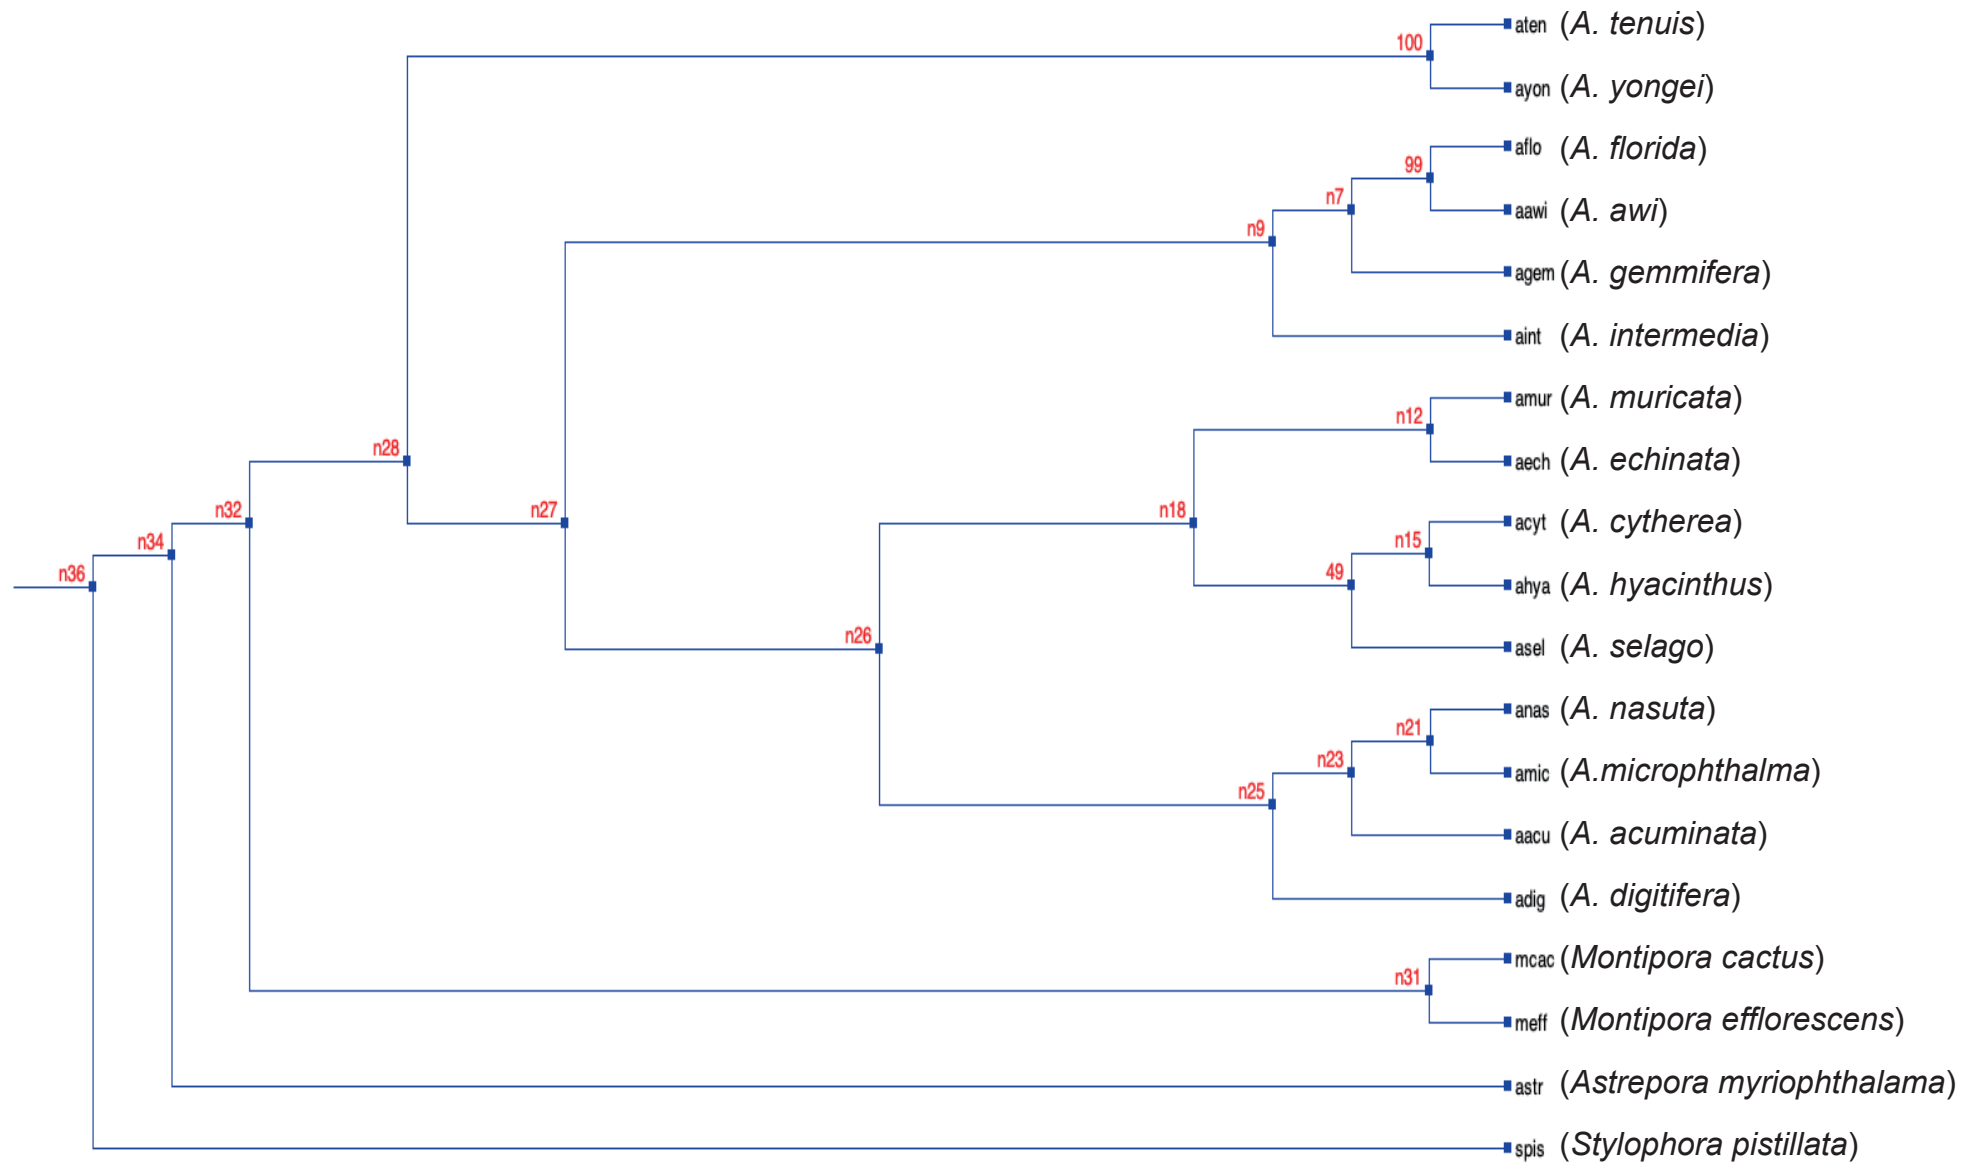 aten (A. tenuis)
100
ayon (A. yongei)
aflo (A. florida)
99
n7
aawi (A. awi)
n9
agem (A. gemmifera)
aint (A. intermedia)
amur (A. muricata)
n12
n28
aech (A. echinata)
n32
n27
n18
acyt (A. cytherea)
n34
n15
n36
49
ahya (A. hyacinthus)
n26
asel (A. selago)
anas (A. nasuta)
n21
n23
amic (A.microphthalma)
n25
aacu (A. acuminata)
adig (A. digitifera)
mcac (Montipora cactus)
n31
meff (Montipora efflorescens)
astr (Astrepora myriophthalama)
spis (Stylophora pistillata)